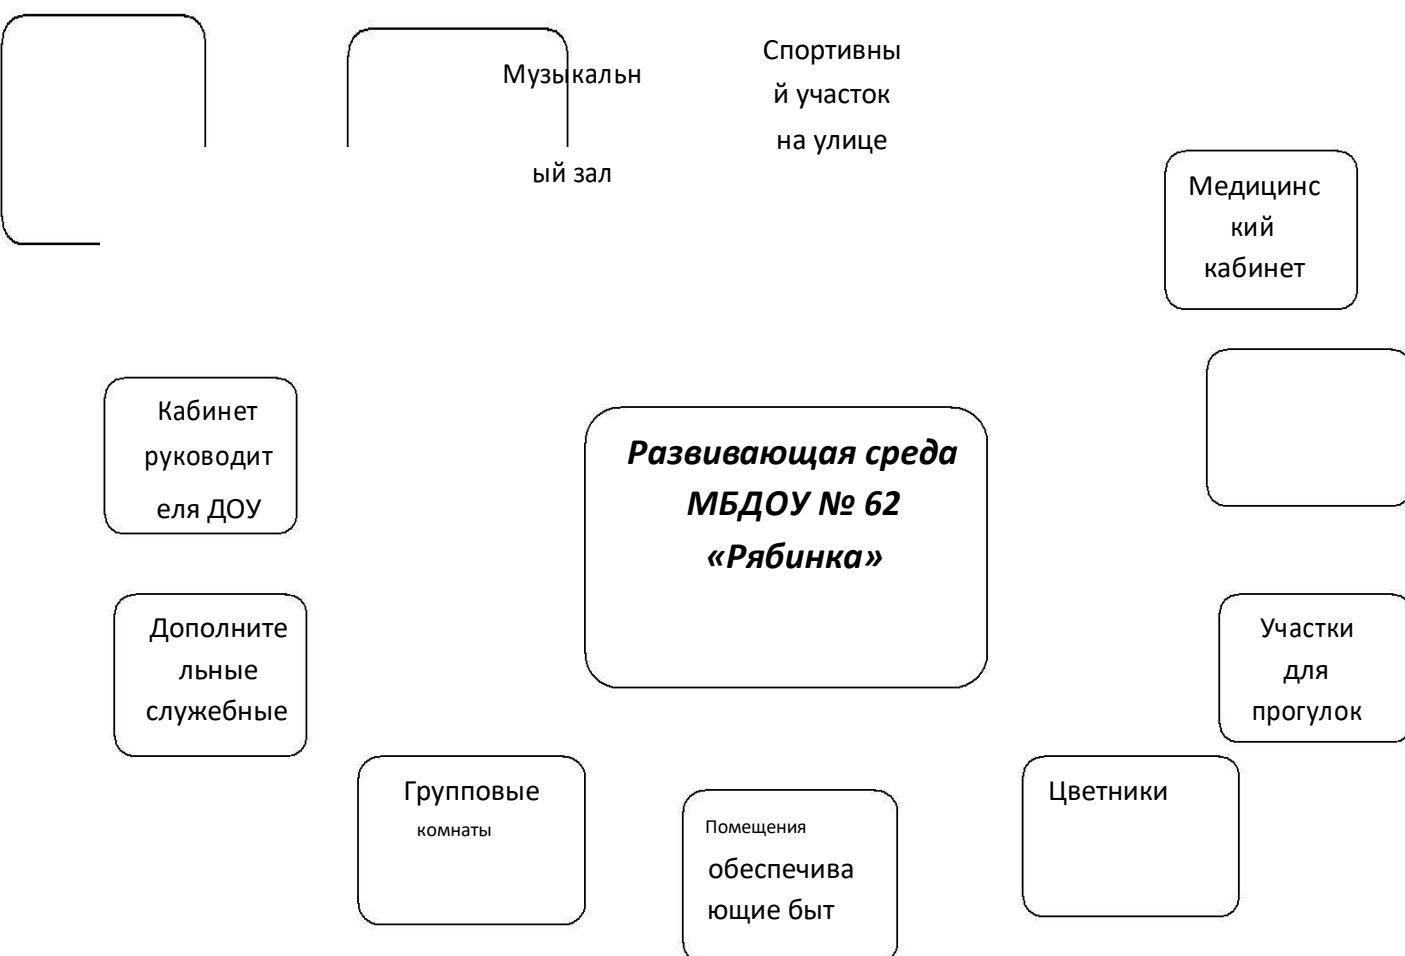 Спортивны
й участок
на улице
Музыкальн
ый зал
Медицинс
кий
кабинет
Кабинет
руководит
еля ДОУ
Развивающая среда
МБДОУ № 62
«Рябинка»
Дополните
льные
служебные
Участки
для
прогулок
Групповые
комнаты
Помещения
обеспечива
ющие быт
Цветники